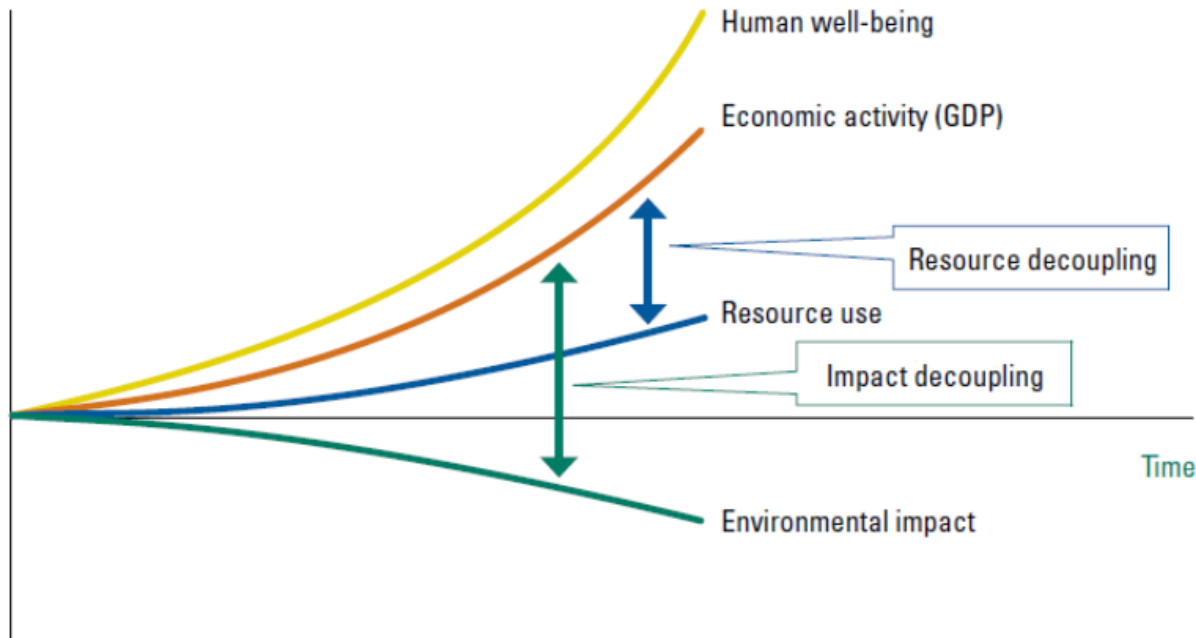 Human well-being
Economic activity (GDP)
Resource decoupling
Resource use
Impact decoupling
Time
Environmental impact